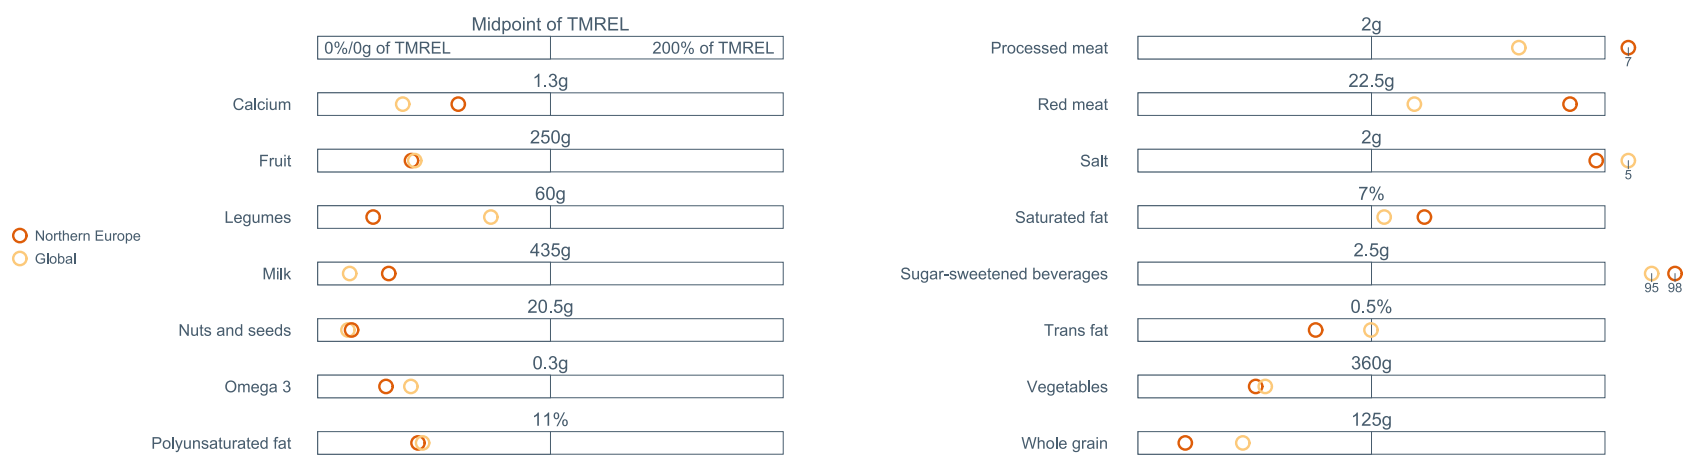 Midpoint of TMREL
0%/0g of TMREL 200% of TMREL
1.3g
Calcium
250g
Fruit
60g
Legumes
Northern Europe
Global
435g
Milk
20.5g
Nuts and seeds
0.3g
Omega 3
11%
Polyunsaturated fat
2g
Processed meat
7
22.5g
Red meat
2g
Salt
5
7%
Saturated fat
2.5g
Sugar-sweetened beverages
95 98
0.5%
Trans fat
360g
Vegetables
125g
Whole grain